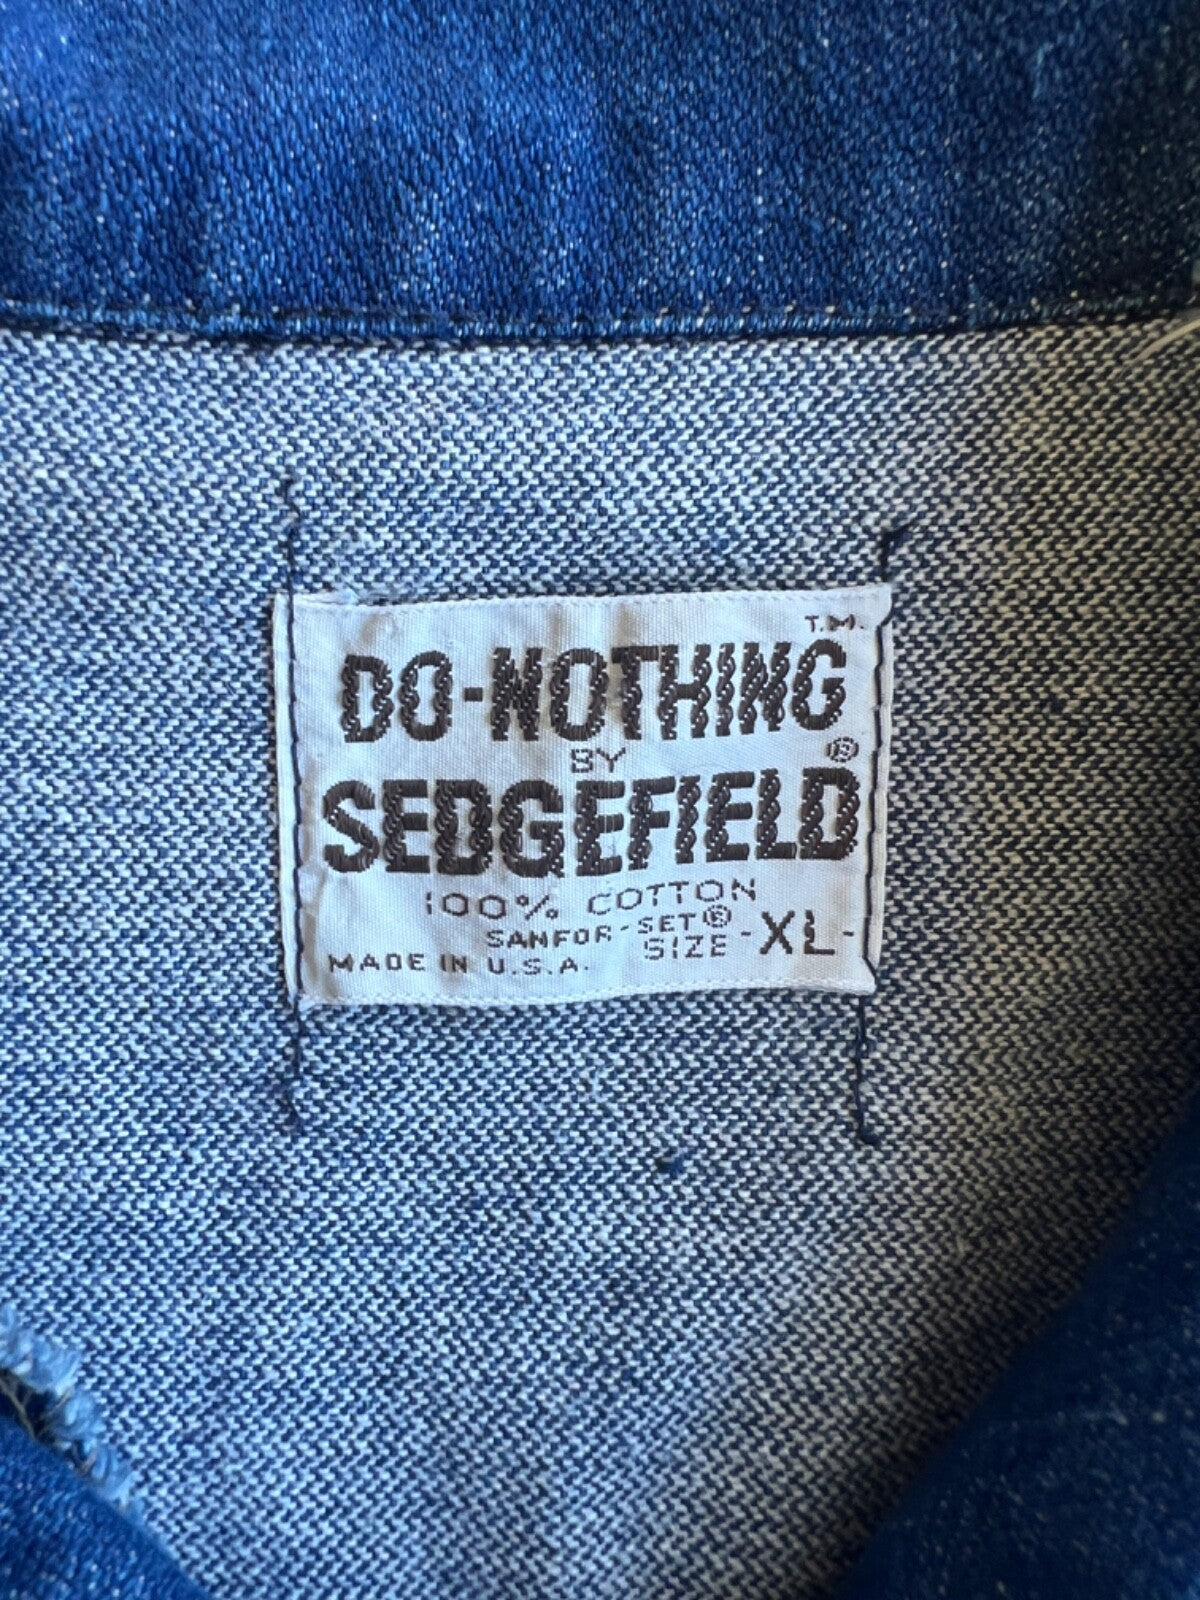 T.M.
DO-NOTHING
BY ®
SEDGEFIELD
100% COTTON
SANFOR-SET®
MADE IN U.S.A. SIZE -XL-